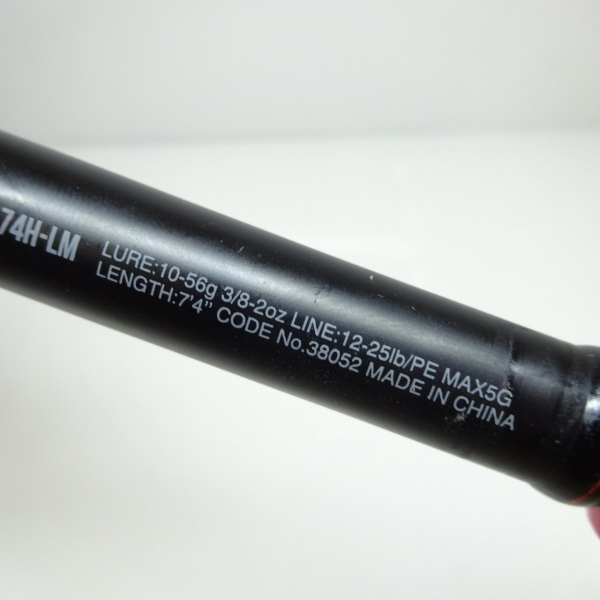 74H-LM
LURE:10-56g 3/8-2oz LINE:12-25lb/PE MAX5G
LENGTH:7'4" CODE No.38052 MADE IN CHINA